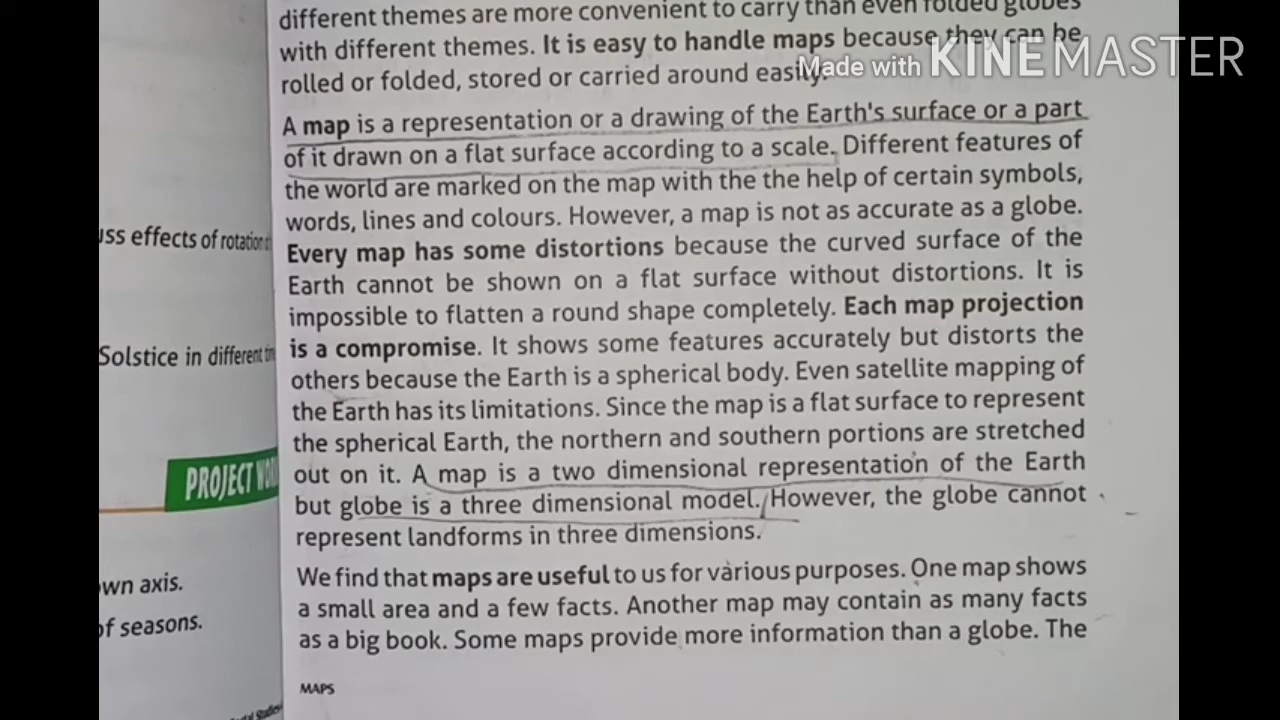 different themes are more convenient to carry than even folded globes
with different themes. It is easy to handle maps because they can be
rolled or folded, stored or carried around easily.
Made with KINEMASTER
A map is a representation or a drawing of the Earth's surface or a part
of it drawn on a flat surface according to a scale. Different features of
the world are marked on the map with the the help of certain symbols,
words, lines and colours. However, a map is not as accurate as a globe.
Every map has some distortions because the curved surface of the
Earth cannot be shown on a flat surface without distortions. It is
impossible to flatten a round shape completely. Each map projection
is a compromise. It shows some features accurately but distorts the
others because the Earth is a spherical body. Even satellite mapping of
the Earth has its limitations. Since the map is a flat surface to represent
the spherical Earth, the northern and southern portions are stretched
out on it. A map is a two dimensional representation of the Earth
but globe is a three dimensional model. However, the globe cannot
represent landforms in three dimensions.
We find that maps are useful to us for various purposes. One map shows
a small area and a few facts. Another map may contain as many facts
as a big book. Some maps provide more information than a globe. The
MAPS
effects of rotation
Solstice in different
PROJECT
axis.
of seasons.